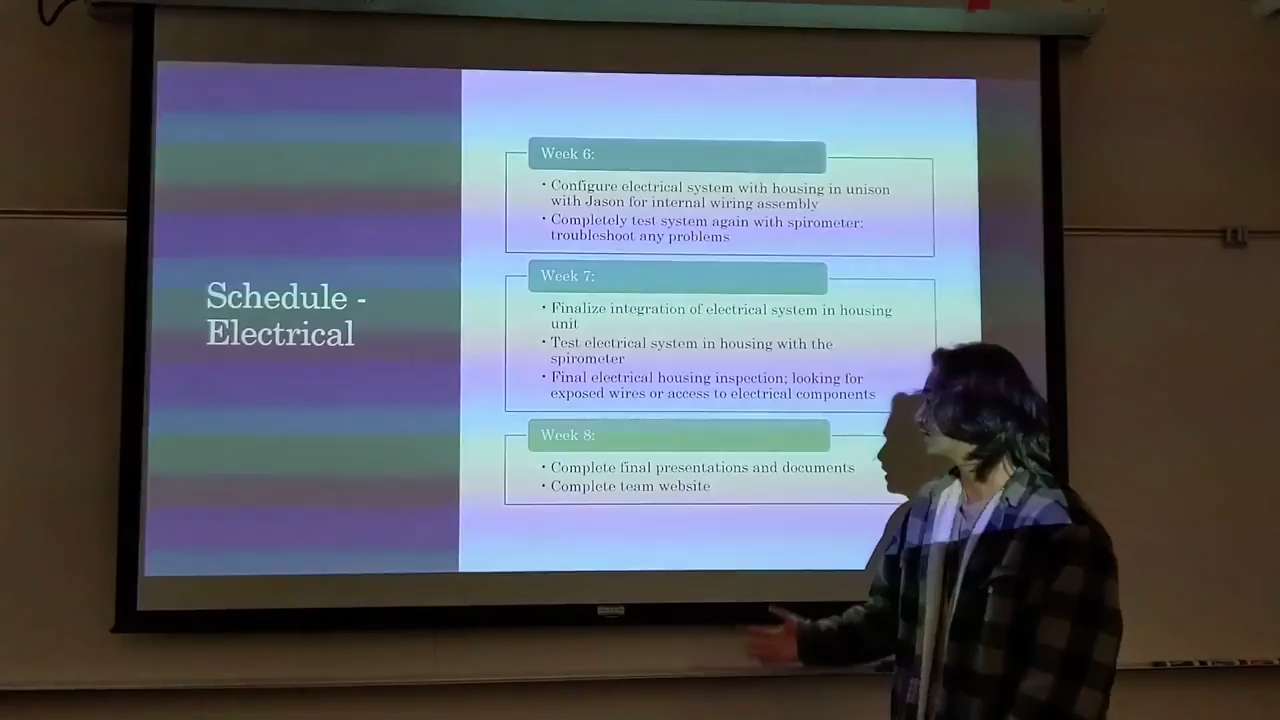 Schedule -
Electrical
Week 6:
• Configure electrical system with housing in unison
with Jason for internal wiring assembly
• Completely test system again with spirometer;
troubleshoot any problems
Week 7:
• Finalize integration of electrical system in housing
unit
• Test electrical system in housing with the
spirometer
• Final electrical housing inspection; looking for
exposed wires or access to electrical components
Week 8:
• Complete final presentations and documents
• Complete team website